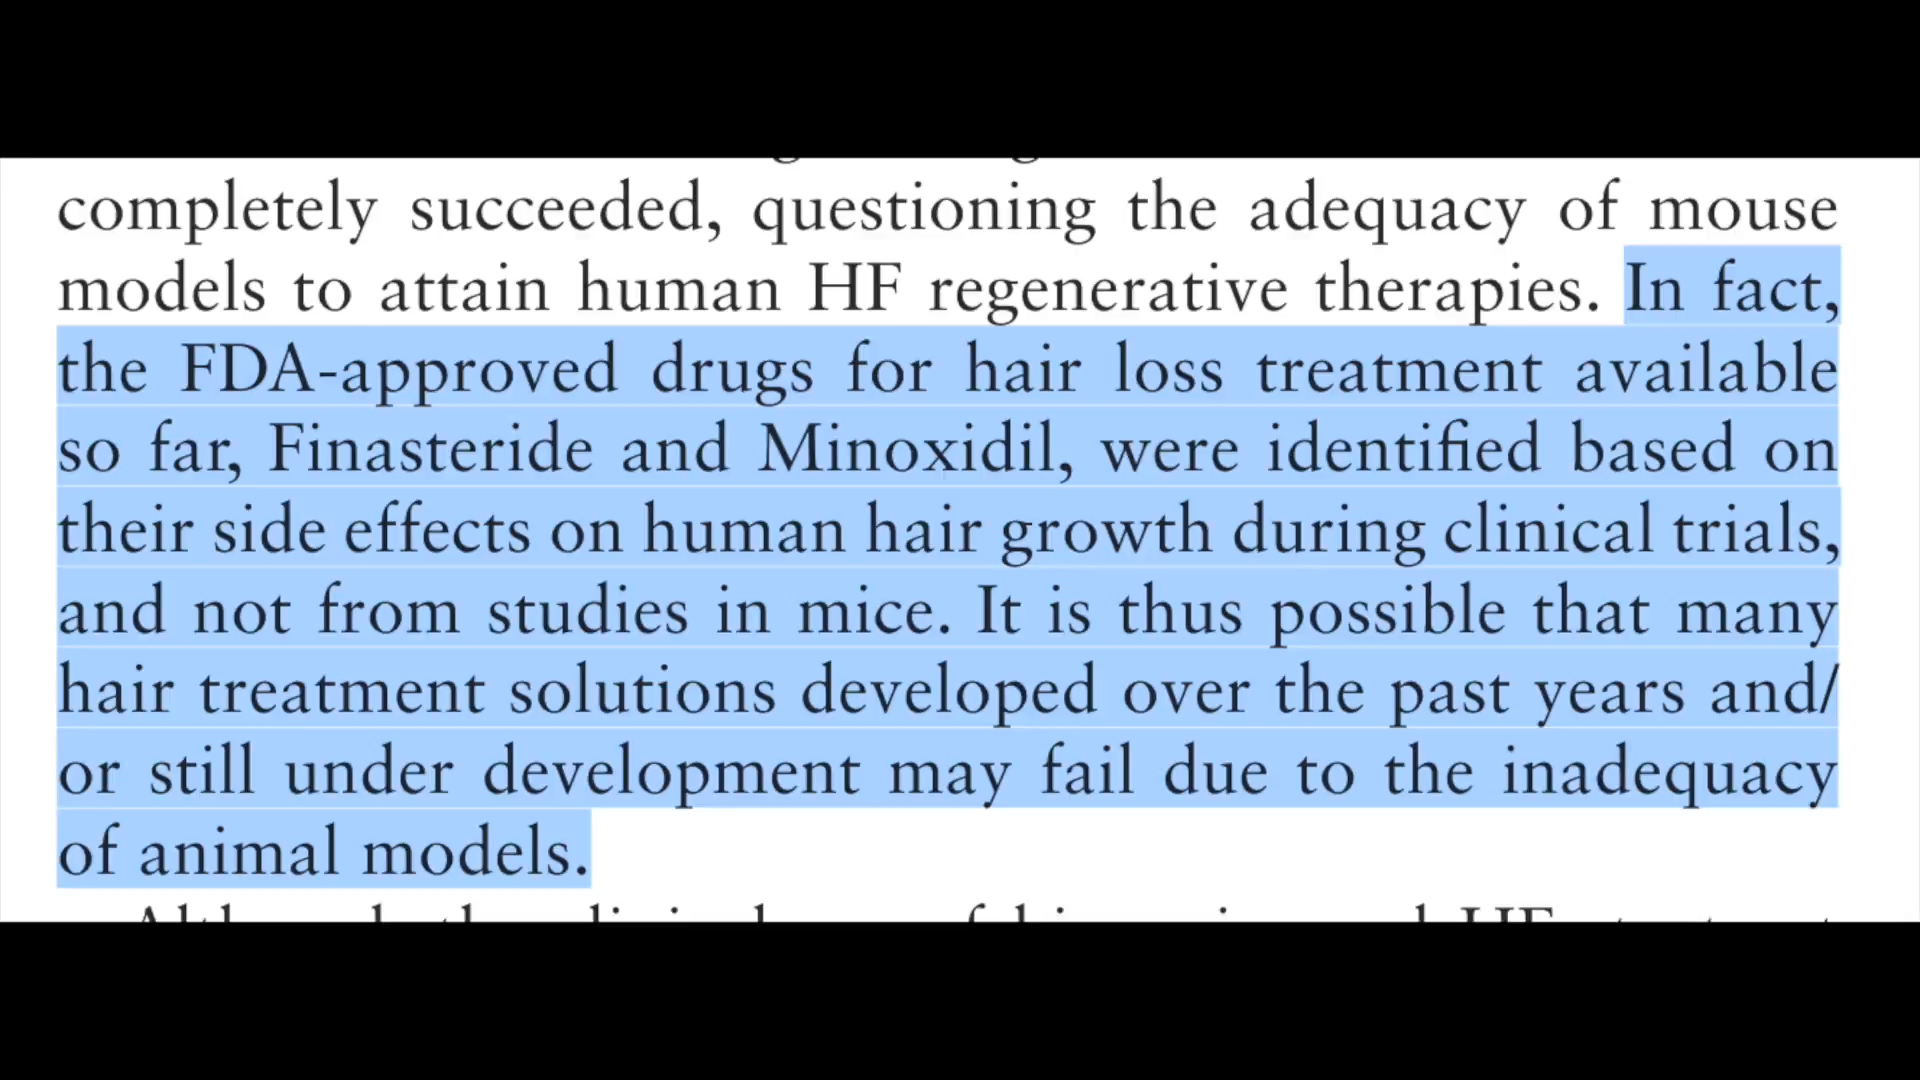 completely succeeded, questioning the adequacy of mouse
models to attain human HF regenerative therapies. In fact,
the FDA-approved drugs for hair loss treatment available
so far, Finasteride and Minoxidil, were identified based on
their side effects on human hair growth during clinical trials,
and not from studies in mice. It is thus possible that many
hair treatment solutions developed over the past years and/
or still under development may fail due to the inadequacy
of animal models.